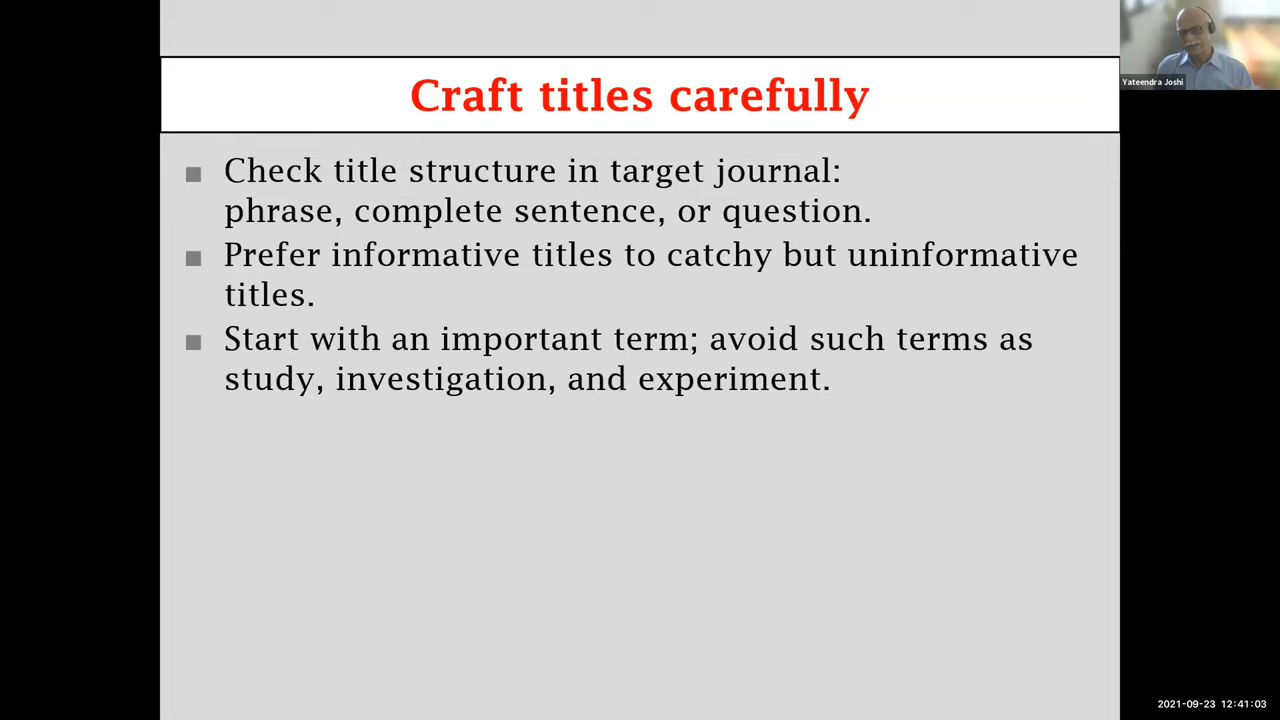 Craft titles carefully
Yateendra Joshi
Check title structure in target journal:
phrase, complete sentence, or question.
Prefer informative titles to catchy but uninformative
titles.
Start with an important term; avoid such terms as
study, investigation, and experiment.
2021-09-23 12:41:03